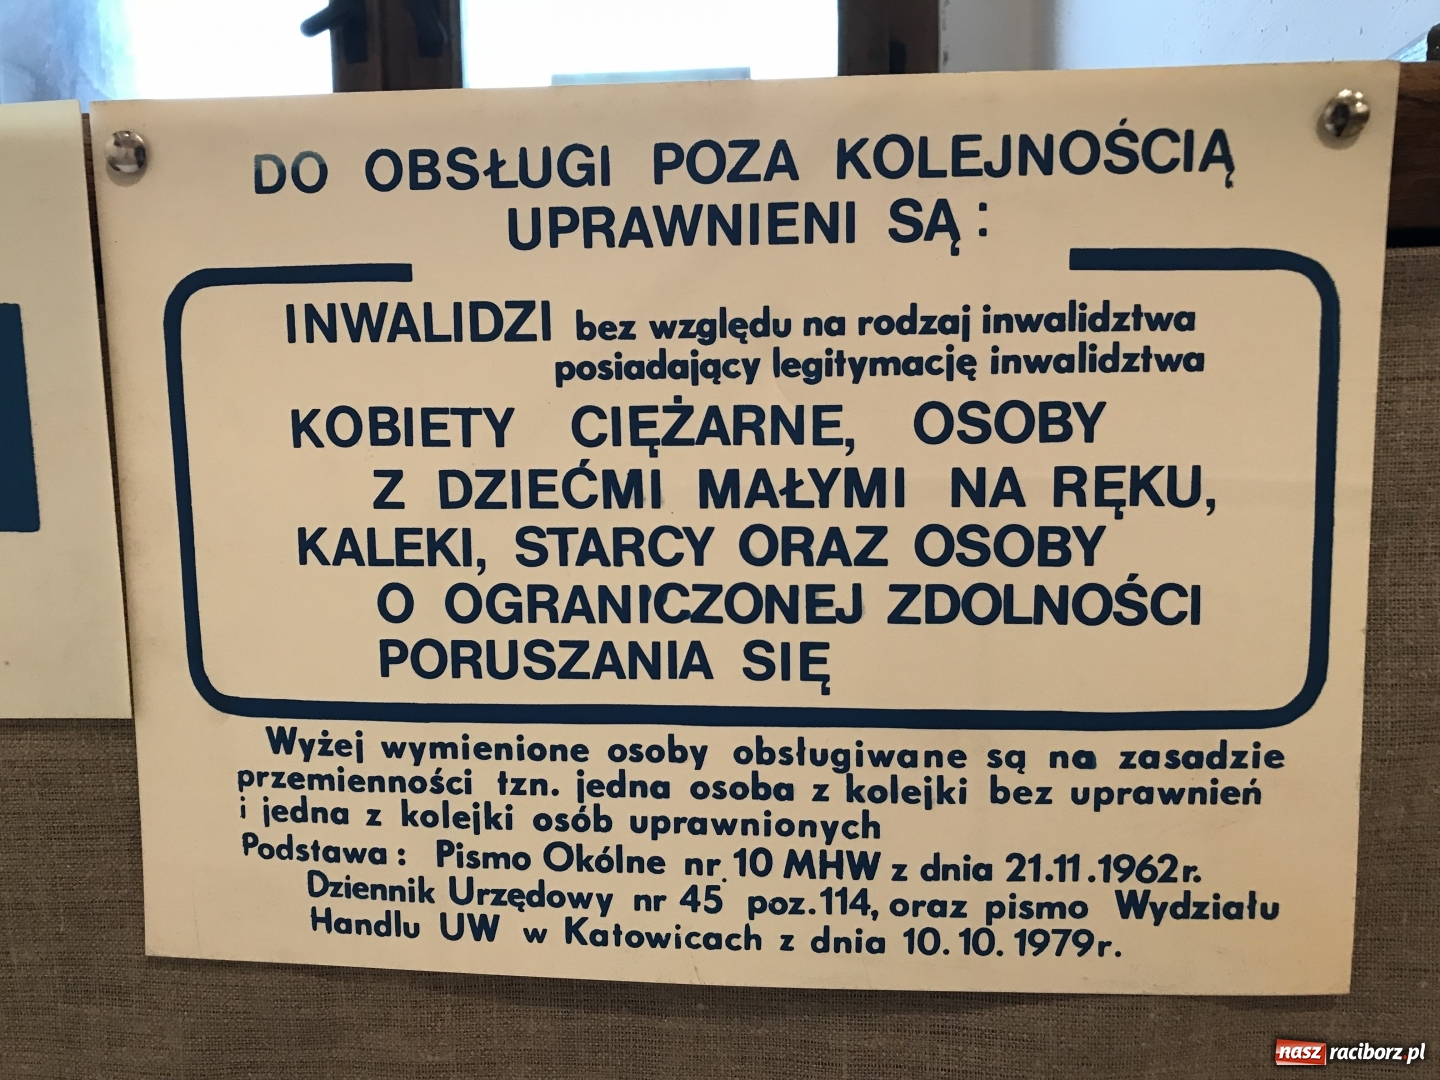 DO OBSŁUGI POZA KOLEJNOŚCIĄ
UPRAWNIENI SĄ:
INWALIDZI bez względu na rodzaj inwalidztwa
posiadający legitymację inwalidztwa
KOBIETY CIĘŻARNE, OSOBY
Z DZIEĆMI MAŁYMI NA RĘKU,
KALEKI, STARCY ORAZ OSOBY
O OGRANICZONEJ ZDOLNOŚCI
PORUSZANIA SIĘ
Wyżej wymienione osoby obsługiwane są na zasadzie
przemienności tzn. jedna osoba z kolejki bez uprawnień
i jedna z kolejki osób uprawnionych
Podstawa: Pismo Okólne nr 10 MHW z dnia 21.11.1962r.
Dziennik Urzędowy nr 45 poz.114, oraz pismo Wydziału
Handlu UW w Katowicach z dnia 10.10.1979r.
nasz raciborz.pl